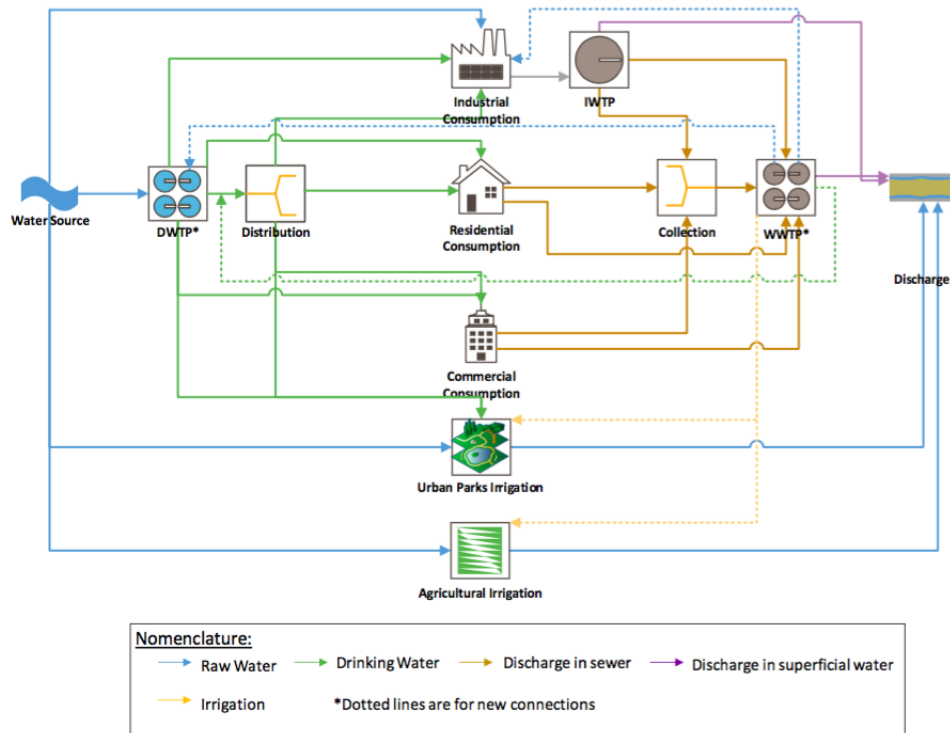 Industrial
Consumption
IWTP
Water Source
DWTP*
Distribution
Residential
Consumption
Collection
WWTP*
Discharge
Commercial
Consumption
Urban Parks Irrigation
Agricultural Irrigation
Nomenclature:
Raw Water
Drinking Water
Discharge in sewer
Discharge in superficial water
Irrigation
*Dotted lines are for new connections